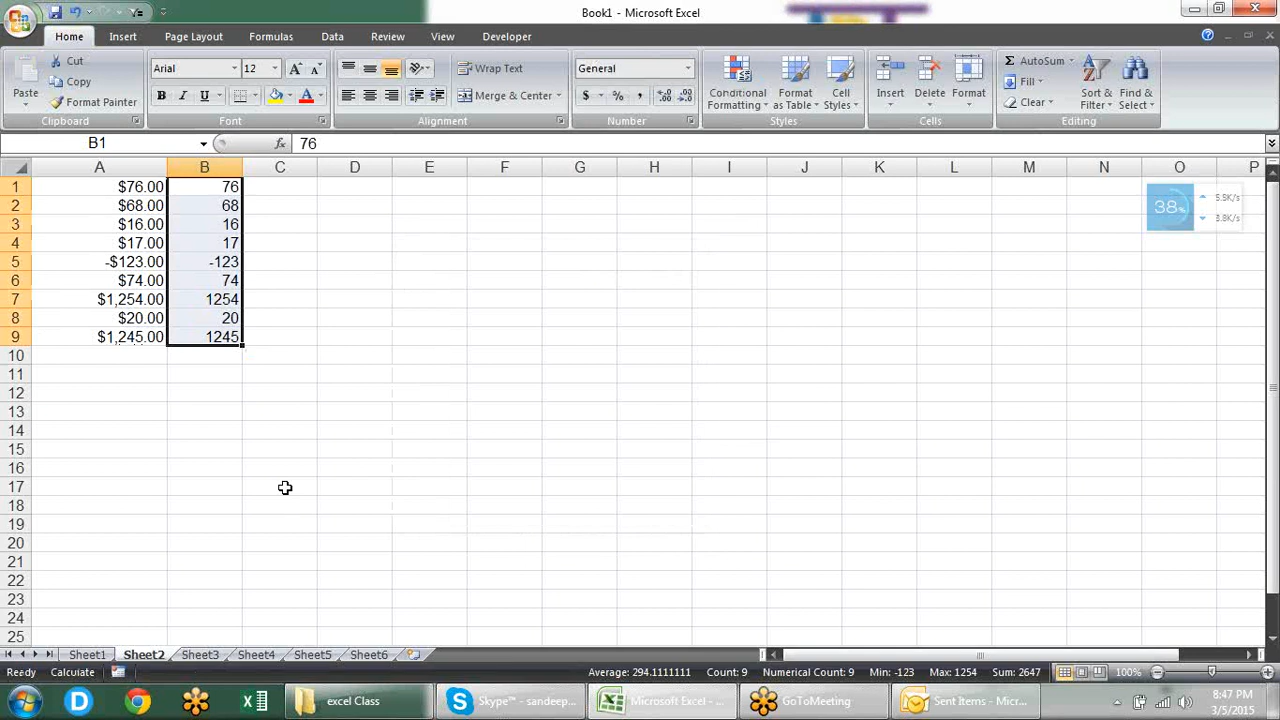 Book1 - Microsoft Excel
Home Insert Page Layout Formulas Data Review View Developer
Cut
Copy
Format Painter
Paste
Clipboard
Arial 12
B I U
Font
Wrap Text
Merge & Center
Alignment
General
$ % ,
Number
Conditional Formatting
Format as Table
Cell Styles
Styles
Insert Delete Format
Cells
AutoSum
Fill
Clear
Sort & Filter
Find & Select
Editing
B1 fx 76
A B C D E F G H I J K L M N O P
1 $76.00 76
2 $68.00 68
3 $16.00 16
4 $17.00 17
5 -$123.00 -123
6 $74.00 74
7 $1,254.00 1254
8 $20.00 20
9 $1,245.00 1245
10
11
12
13
14
15
16
17
18
19
20
21
22
23
24
25
38%
5.5K/s
3.8K/s
Sheet1 Sheet2 Sheet3 Sheet4 Sheet5 Sheet6
Ready Calculate Average: 294.1111111 Count: 9 Numerical Count: 9 Min: -123 Max: 1254 Sum: 2647 100%
excel Class Skype™ - sandeep... Microsoft Excel - ... GoToMeeting Sent Items - Micr...
8:47 PM
3/5/2015